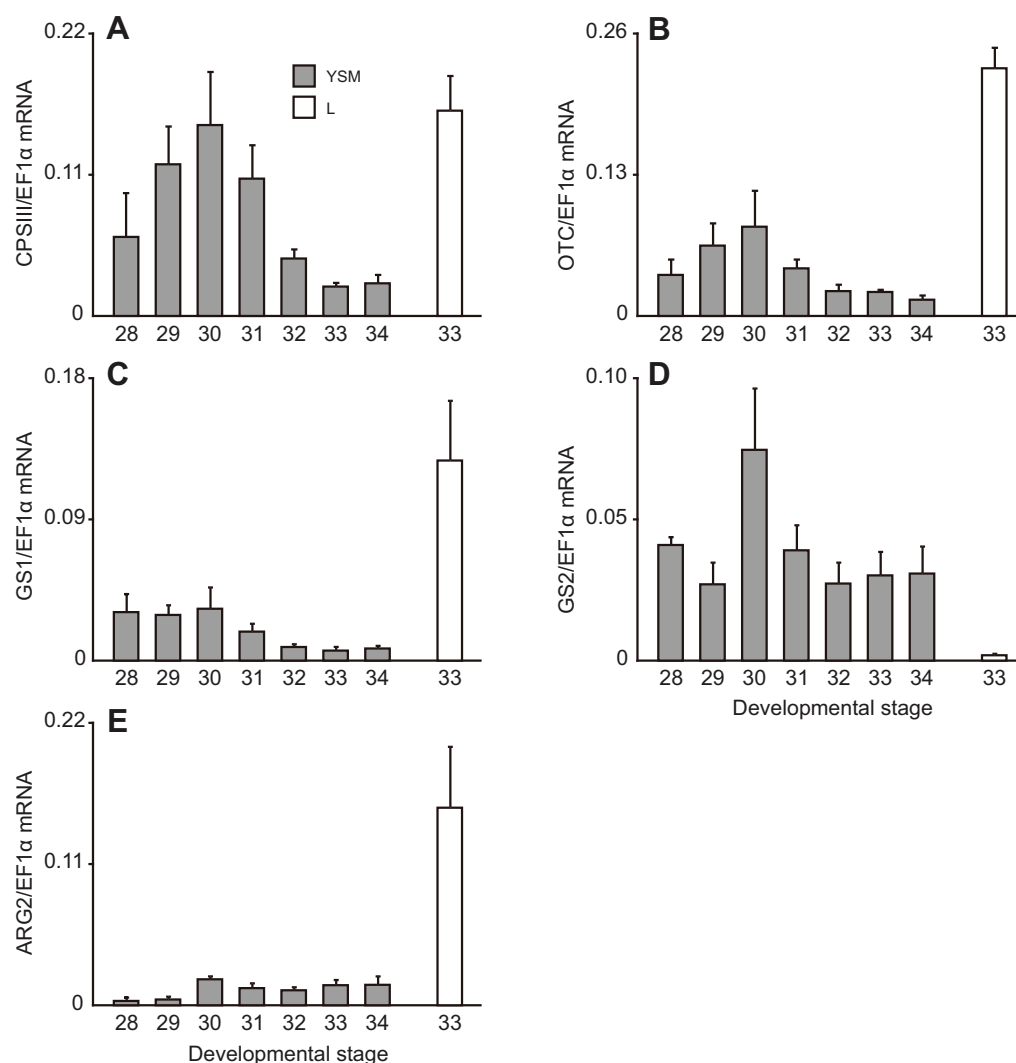 A
0.22
0.11
0
CPSIII/EF1α mRNA
YSM
L
28 29 30 31 32 33 34 33
B
0.26
0.13
0
OTC/EF1α mRNA
28 29 30 31 32 33 34 33
C
0.18
0.09
0
GS1/EF1α mRNA
28 29 30 31 32 33 34 33
D
0.10
0.05
0
GS2/EF1α mRNA
28 29 30 31 32 33 34 33
Developmental stage
E
0.22
0.11
0
ARG2/EF1α mRNA
28 29 30 31 32 33 34 33
Developmental stage